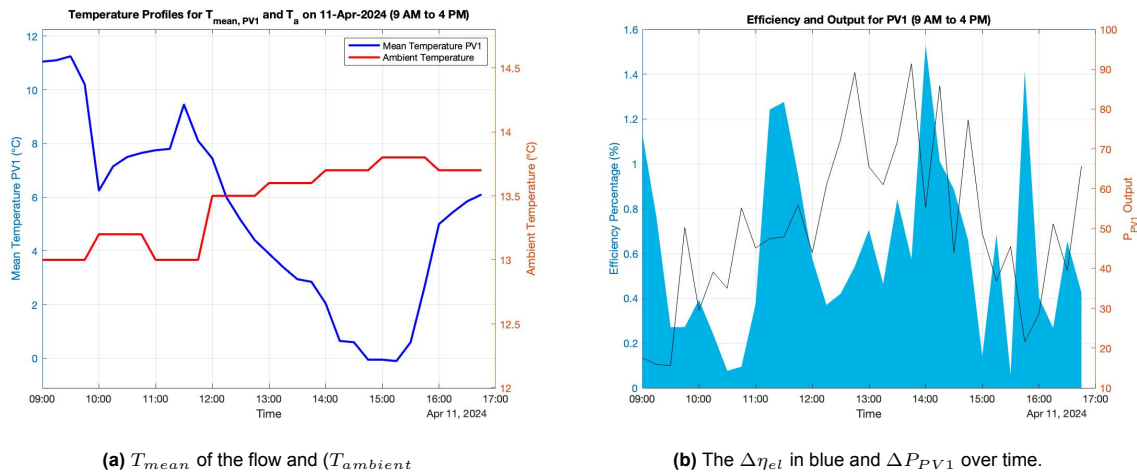 Temperature Profiles for T_mean, PV1 and T_a on 11-Apr-2024 (9 AM to 4 PM)
Mean Temperature PV1
Ambient Temperature
Mean Temperature PV1 (°C)
12
10
8
6
4
2
0
Ambient Temperature (°C)
14.5
14
13.5
13
12.5
12
09:00 10:00 11:00 12:00 13:00 14:00 15:00 16:00 17:00
Time
Apr 11, 2024
(a) T_mean of the flow and (T_ambient
Efficiency and Output for PV1 (9 AM to 4 PM)
Efficiency Percentage (%)
1.6
1.4
1.2
1
0.8
0.6
0.4
0.2
0
P_PV1 Output
100
90
80
70
60
50
40
30
20
10
09:00 10:00 11:00 12:00 13:00 14:00 15:00 16:00 17:00
Time
Apr 11, 2024
(b) The Δη_el in blue and ΔP_PV1 over time.